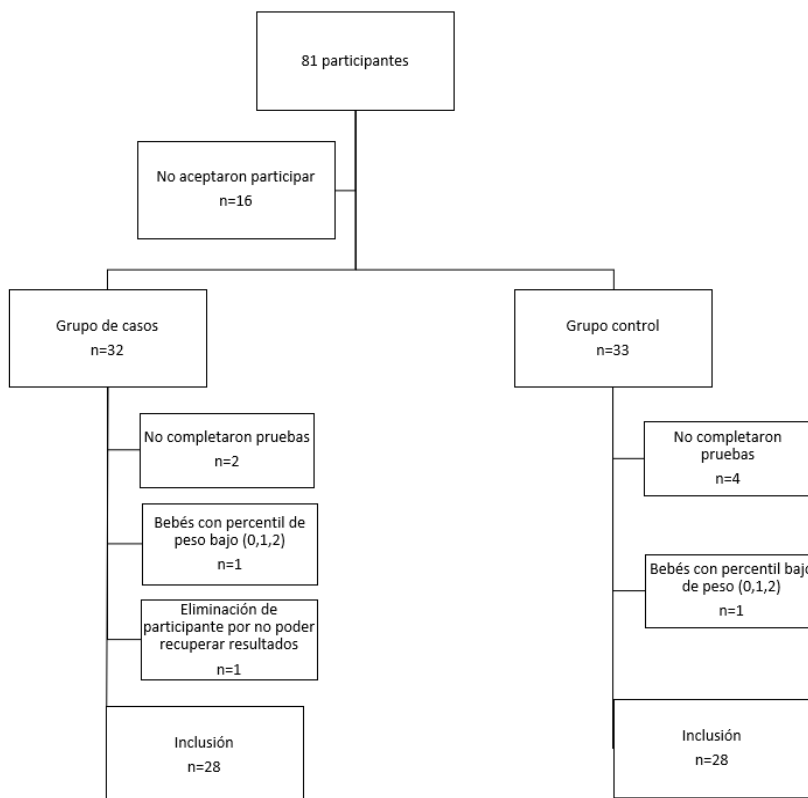 81 participantes
No aceptaron participar
n=16
Grupo de casos
n=32
Grupo control
n=33
No completaron pruebas
n=2
Bebés con percentil de
peso bajo (0,1,2)
n=1
Eliminación de
participante por no poder
recuperar resultados
n=1
Inclusión
n=28
No completaron
pruebas
n=4
Bebés con percentil bajo
de peso (0,1,2)
n=1
Inclusión
n=28